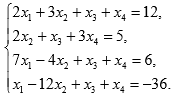 2x₁ + 3x₂ + x₃ + x₄ = 12,
2x₂ + x₃ + 3x₄ = 5,
7x₁ − 4x₂ + x₃ + x₄ = 6,
x₁ − 12x₂ + x₃ + x₄ = −36.